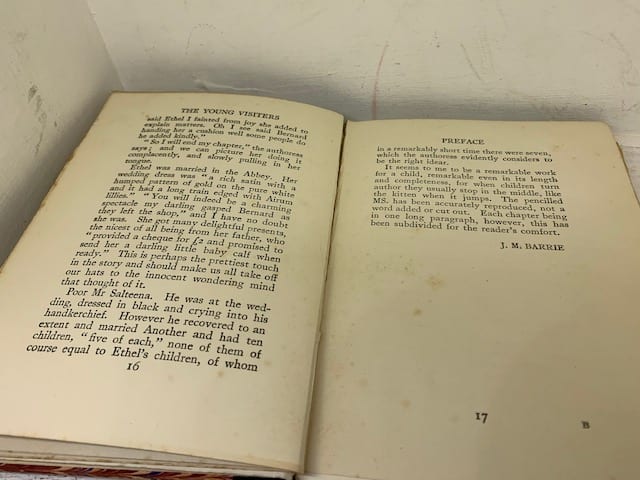 THE YOUNG VISITERS
said Ethel I fainted from joy she added to
explain matters. Oh I see said Bernard
handing her a cushion well some people do
he added kindly."
"So I will end my chapter," the authoress
says; and we can picture her doing it
complacently, and slowly pulling in her
tongue.
Ethel was married in the Abbey. Her
wedding dress was "a rich satin with a
humped pattern of gold on the pure white
and it had a long train edged with Airum
lilies." "You will indeed be a charming
spectacle my darling gasped Bernard as
they left the shop," and I have no doubt
she was. She got many delightful presents,
the nicest of all being from her father, who
"provided a cheque for £2 and promised to
send her a darling little baby calf when
ready." This is perhaps the prettiest touch
in the story and should make us all take off
our hats to the innocent wondering mind
that thought of it.
Poor Mr Salteena. He was at the wed-
ding, dressed in black and crying into his
handkerchief. However he recovered to an
extent and married Another and had ten
children, "five of each," none of them of
course equal to Ethel's children, of whom
16
PREFACE
in a remarkably short time there were seven,
which the authoress evidently considers to
be the right idear.
It seems to me to be a remarkable work
for a child, remarkable even in its length
and completeness, for when children turn
author they usually stop in the middle, like
the kitten when it jumps. The pencilled
MS. has been accurately reproduced, not a
word added or cut out. Each chapter being
in one long paragraph, however, this has
been subdivided for the reader's comfort.
J. M. BARRIE
17
B